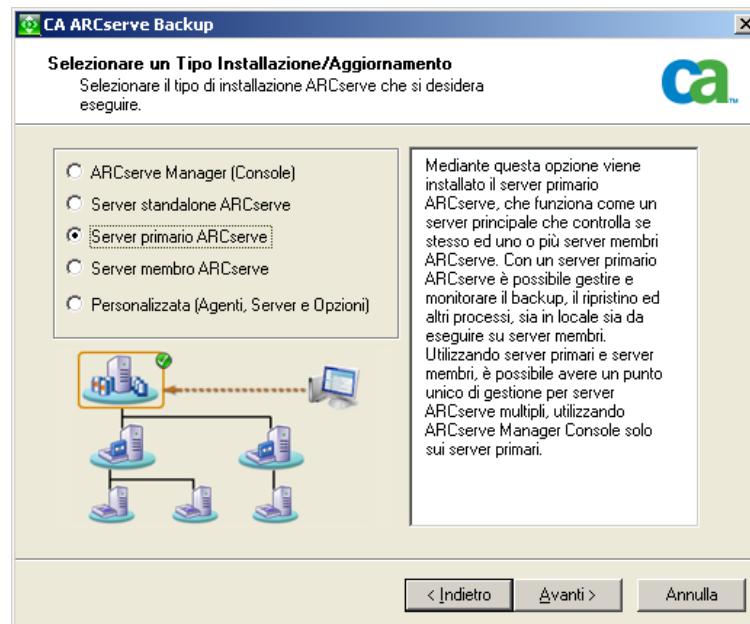 CA ARCserve Backup
Selezionare un Tipo Installazione/Aggiornamento
Selezionare il tipo di installazione ARCserve che si desidera
eseguire.
ca™
ARCserve Manager (Console)
Server standalone ARCserve
Server primario ARCserve
Server membro ARCserve
Personalizzata (Agenti, Server e Opzioni)
Mediante questa opzione viene
installato il server primario
ARCserve, che funziona come un
server principale che controlla se
stesso ed uno o più server membri
ARCserve. Con un server primario
ARCserve è possibile gestire e
monitorare il backup, il ripristino ed
altri processi, sia in locale sia da
eseguire su server membri.
Utilizzando server primari e server
membri, è possibile avere un punto
unico di gestione per server
ARCserve multipli, utilizzando
ARCserve Manager Console solo
sui server primari.
< Indietro
Avanti >
Annulla